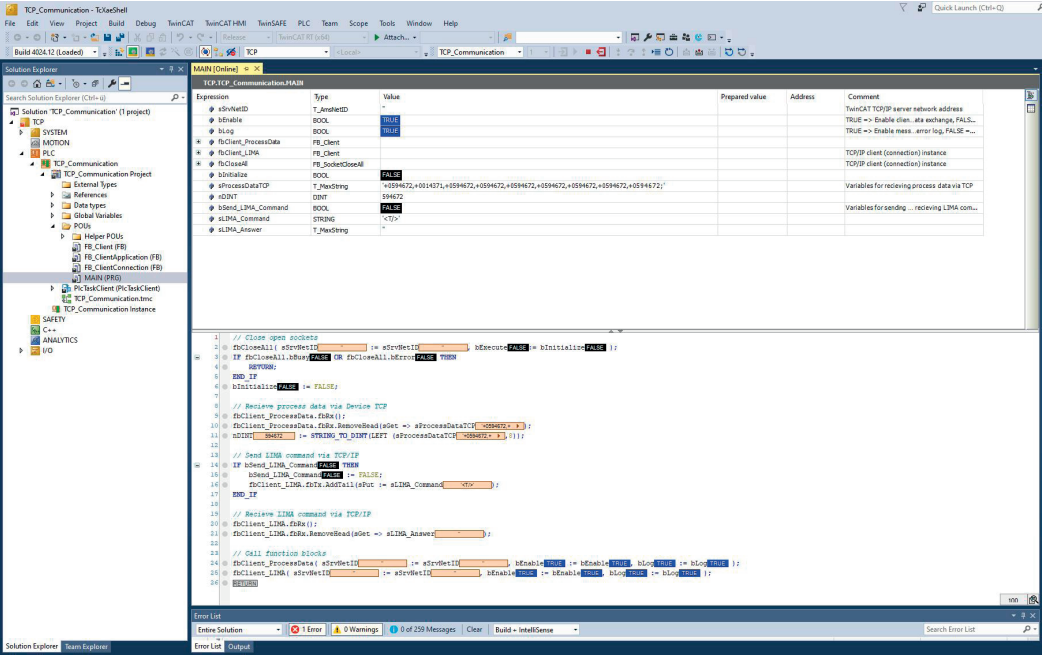 TCP_Communication - TcXaeShell
Quick Launch (Ctrl+Q)
File Edit View Project Build Debug TwinCAT TwinCAT HMI TwinSAFE PLC Team Scope Tools Window Help
Release TwinCAT RT (x64) Attach...
Build 4024.12 (Loaded) TCP <Local> TCP_Communication 1
Solution Explorer
Search Solution Explorer (Ctrl+ü)
Solution 'TCP_Communication' (1 project)
TCP
SYSTEM
MOTION
PLC
TCP_Communication
TCP_Communication Project
External Types
References
Data types
Global Variables
POUs
Helper POUs
FB_Client (FB)
FB_ClientApplication (FB)
FB_ClientConnection (FB)
MAIN (PRG)
PlcTaskClient (PlcTaskClient)
TCP_Communication.tmc
TCP_Communication Instance
SAFETY
C++
ANALYTICS
I/O
Solution Explorer Team Explorer
MAIN [Online]
TCP.TCP_Communication.MAIN
Expression Type Value Prepared value Address Comment
sSrvNetID T_AmsNetID '' TwinCAT TCP/IP server network address
bEnable BOOL TRUE TRUE => Enable clien...ata exchange, FALS...
bLog BOOL TRUE TRUE => Enable mess...error log, FALSE =...
fbClient_ProcessData FB_Client
fbClient_LIMA FB_Client TCP/IP client (connection) instance
fbCloseAll FB_SocketCloseAll TCP/IP client (connection) instance
bInitialize BOOL FALSE
sProcessDataTCP T_MaxString '+0594672,+0014371,+0594672,+0594672,+0594672,+0594672,+0594672,+0594672,+0594672;' Variables for recieving process data via TCP
nDINT DINT 594672
bSend_LIMA_Command BOOL FALSE Variables for sending ... recieving LIMA com...
sLIMA_Command STRING '<T/>'
sLIMA_Answer T_MaxString ''
1 // Close open sockets
2 fbCloseAll( sSrvNetID '' := sSrvNetID '' , bExecute FALSE := bInitialize FALSE );
3 IF fbCloseAll.bBusy FALSE OR fbCloseAll.bError FALSE THEN
4 RETURN;
5 END_IF
6 bInitialize FALSE := FALSE;
7
8 // Recieve process data via Device TCP
9 fbClient_ProcessData.fbRx();
10 fbClient_ProcessData.fbRx.RemoveHead(sGet => sProcessDataTCP '+0594672,+ );
11 nDINT 594672 := STRING_TO_DINT(LEFT (sProcessDataTCP '+0594672,+ ,8));
12
13 // Send LIMA command via TCP/IP
14 IF bSend_LIMA_Command FALSE THEN
15 bSend_LIMA_Command FALSE := FALSE;
16 fbClient_LIMA.fbTx.AddTail(sPut := sLIMA_Command '<T/>' );
17 END_IF
18
19 // Recieve LIMA command via TCP/IP
20 fbClient_LIMA.fbRx();
21 fbClient_LIMA.fbRx.RemoveHead(sGet => sLIMA_Answer '' );
22
23 // Call function blocks
24 fbClient_ProcessData( sSrvNetID '' := sSrvNetID '' , bEnable TRUE := bEnable TRUE , bLog TRUE := bLog TRUE );
25 fbClient_LIMA( sSrvNetID '' := sSrvNetID '' , bEnable TRUE := bEnable TRUE , bLog TRUE := bLog TRUE );
26 RETURN
100
Error List
Entire Solution 1 Error 0 Warnings 0 of 259 Messages Clear Build + IntelliSense Search Error List
Error List Output